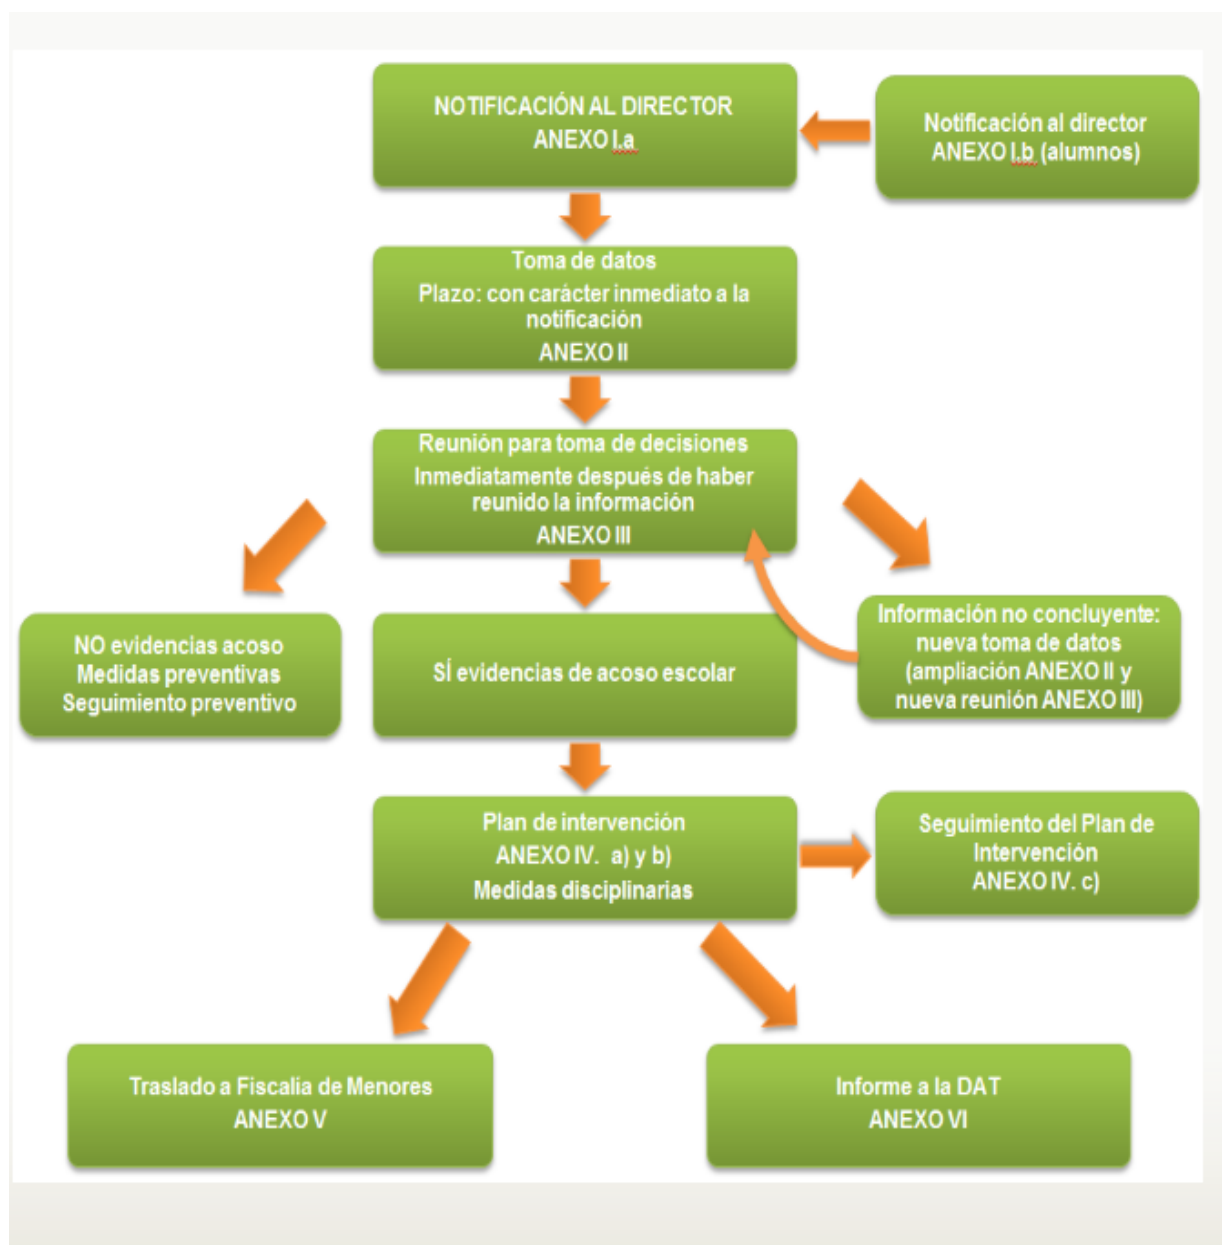 NOTIFICACIÓN AL DIRECTOR
ANEXO I.a
Notificación al director
ANEXO I.b (alumnos)
Toma de datos
Plazo: con carácter inmediato a la
notificación
ANEXO II
Reunión para toma de decisiones
Inmediatamente después de haber
reunido la información
ANEXO III
NO evidencias acoso
Medidas preventivas
Seguimiento preventivo
SÍ evidencias de acoso escolar
Información no concluyente:
nueva toma de datos
(ampliación ANEXO II y
nueva reunión ANEXO III)
Plan de intervención
ANEXO IV. a) y b)
Medidas disciplinarias
Seguimiento del Plan de
Intervención
ANEXO IV. c)
Traslado a Fiscalia de Menores
ANEXO V
Informe a la DAT
ANEXO VI